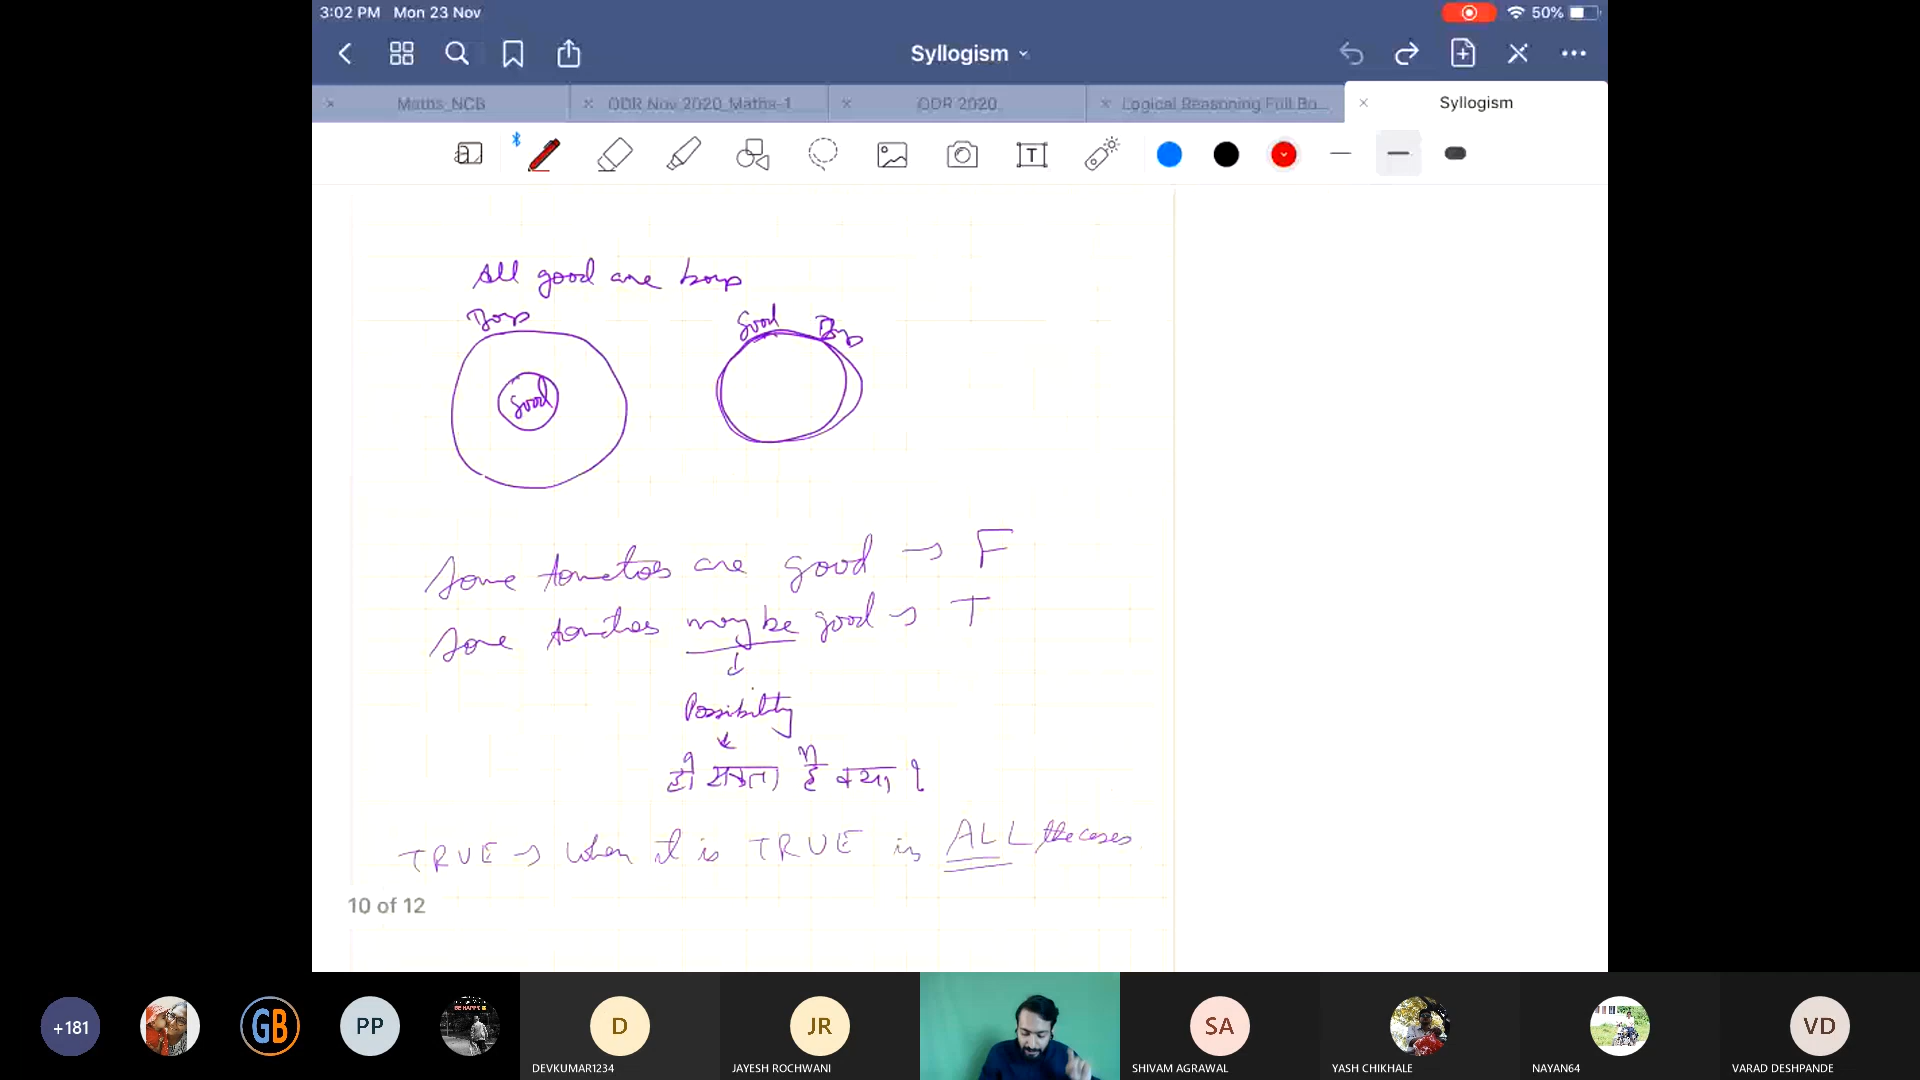 3:02 PM Mon 23 Nov
50%
Syllogism
Maths_NCB
ODR Nov 2020_Maths-1
ODR 2020
Logical Reasoning Full Bo...
Syllogism
T
All good are boys
Boys
Good
Good Boys
Some tomatoes are good → F
Some tomatoes may be good → T
Possibility
हो सकता है क्या ?
TRUE → When it is TRUE in ALL the cases
10 of 12
+181
GB
PP
BE HAPPY
D
JR
SA
VD
DEVKUMAR1234
JAYESH ROCHWANI
SHIVAM AGRAWAL
YASH CHIKHALE
NAYAN64
VARAD DESHPANDE